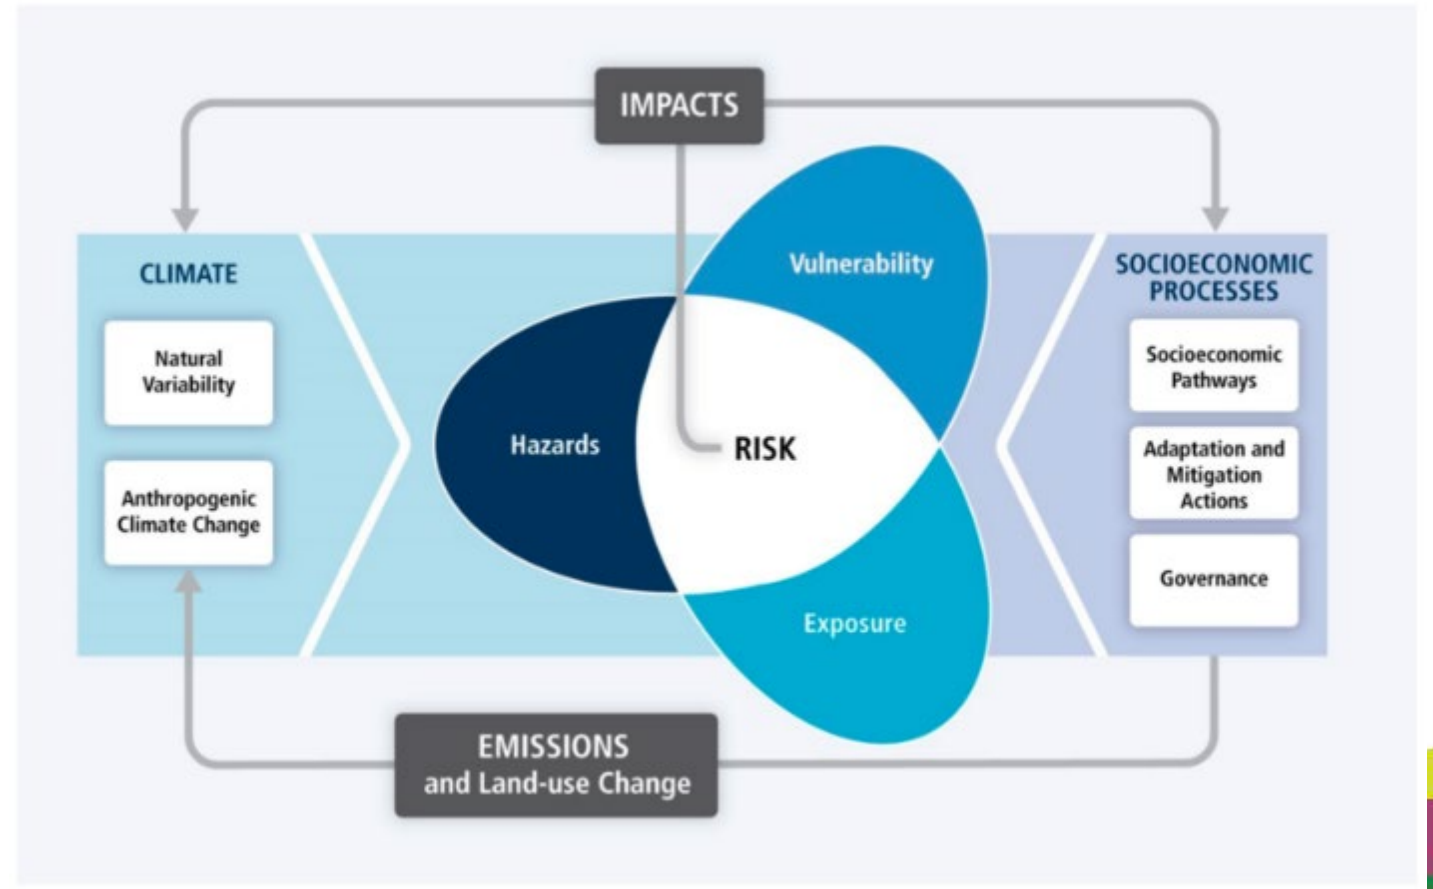 IMPACTS
CLIMATE
Natural
Variability
Anthropogenic
Climate Change
Vulnerability
Hazards
RISK
Exposure
SOCIOECONOMIC
PROCESSES
Socioeconomic
Pathways
Adaptation and
Mitigation
Actions
Governance
EMISSIONS
and Land-use Change